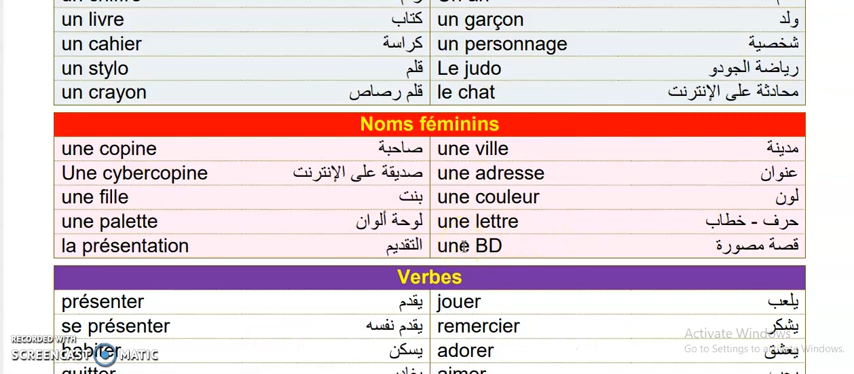 un livre كتاب un garçon ولد
un cahier كراسة un personnage شخصية
un stylo قلم Le judo رياضة الجودو
un crayon قلم رصاص le chat محادثة على الإنترنت
Noms féminins
une copine صاحبة une ville مدينة
Une cybercopine صديقة على الإنترنت une adresse عنوان
une fille بنت une couleur لون
une palette لوحة ألوان une lettre حرف - خطاب
la présentation التقديم une BD قصة مصورة
Verbes
présenter يقدم jouer يلعب
se présenter يقدم نفسه remercier يشكر
habiter يسكن adorer يعشق
Activate Windows
Go to Settings to activate Windows.
RECORDED WITH
SCREENCAST MATIC